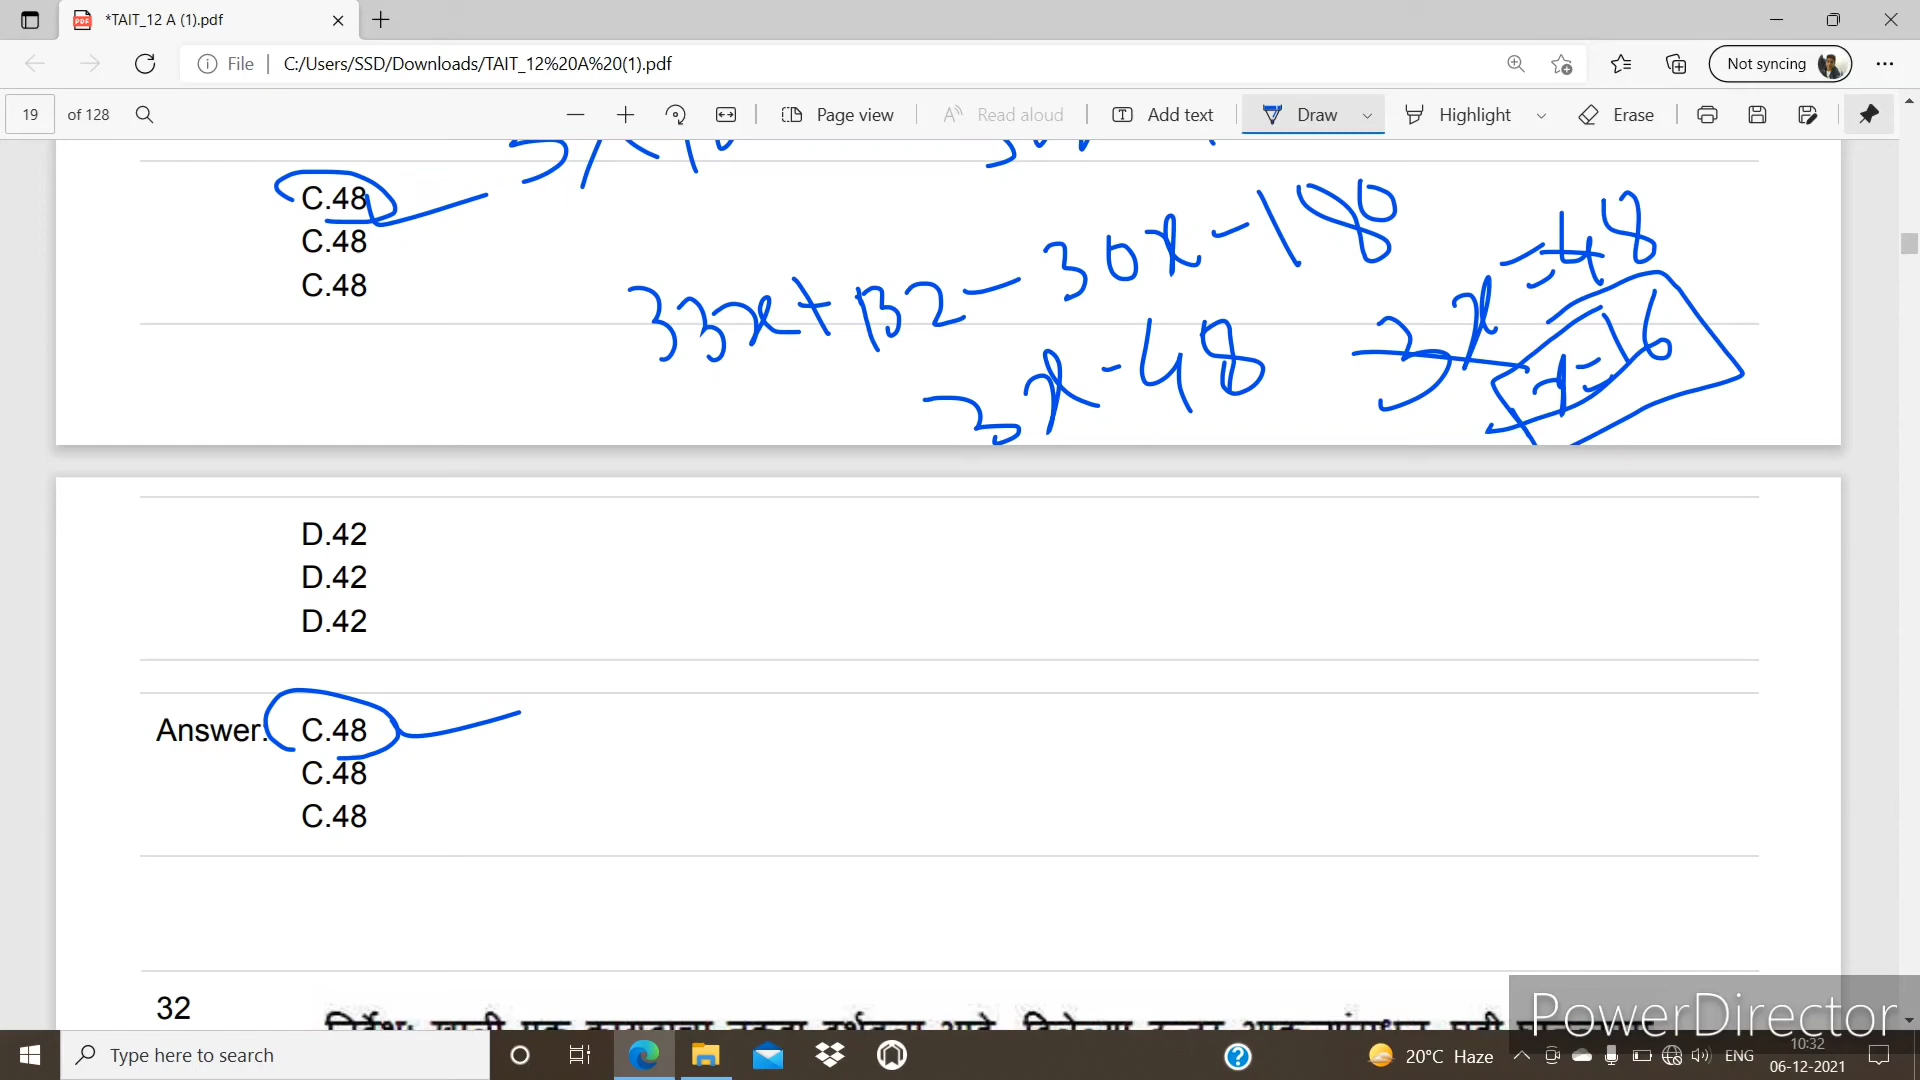 *TAIT_12 A (1).pdf
File
C:/Users/SSD/Downloads/TAIT_12%20A%20(1).pdf
Not syncing
19 of 128
Page view
Read aloud
Add text
Draw
Highlight
Erase
C.48
C.48
C.48
33x+132-30x-180
3x-48
3x=48
x=16
D.42
D.42
D.42
Answer: C.48
C.48
C.48
32
PowerDirector
Type here to search
20°C Haze
ENG
10:32
06-12-2021